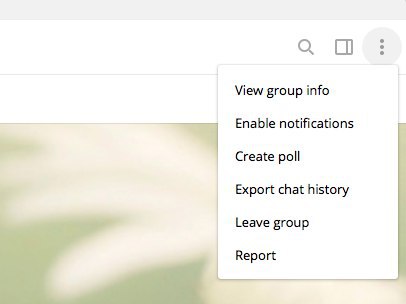 View group info
Enable notifications
Create poll
Export chat history
Leave group
Report